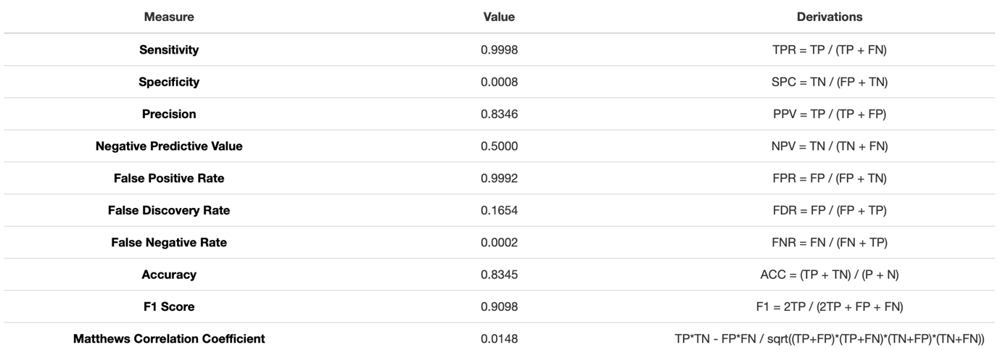 Measure Value Derivations
Sensitivity 0.9998 TPR = TP / (TP + FN)
Specificity 0.0008 SPC = TN / (FP + TN)
Precision 0.8346 PPV = TP / (TP + FP)
Negative Predictive Value 0.5000 NPV = TN / (TN + FN)
False Positive Rate 0.9992 FPR = FP / (FP + TN)
False Discovery Rate 0.1654 FDR = FP / (FP + TP)
False Negative Rate 0.0002 FNR = FN / (FN + TP)
Accuracy 0.8345 ACC = (TP + TN) / (P + N)
F1 Score 0.9098 F1 = 2TP / (2TP + FP + FN)
Matthews Correlation Coefficient 0.0148 TP*TN - FP*FN / sqrt((TP+FP)*(TP+FN)*(TN+FP)*(TN+FN))